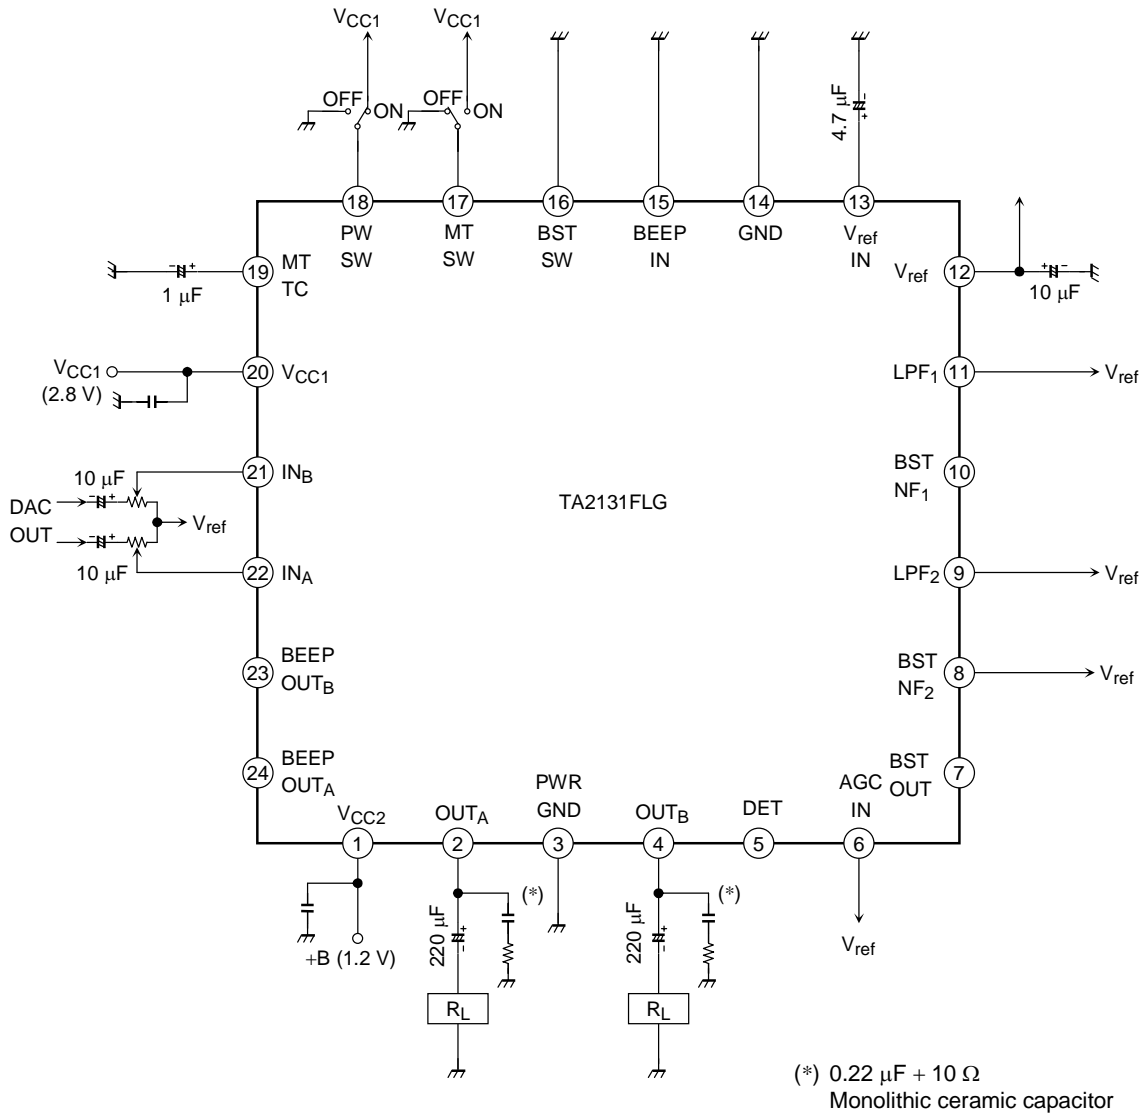 VCC1
VCC1
OFF
ON
OFF
ON
4.7 μF
- +
18
17
16
15
14
13
PW SW
MT SW
BST SW
BEEP IN
GND
Vref IN
19
MT TC
- +
1 μF
Vref
12
+ -
10 μF
VCC1
(2.8 V)
20
VCC1
LPF1
11
Vref
10 μF
- +
21
INB
BST NF1
10
DAC OUT
Vref
TA2131FLG
- +
10 μF
22
INA
LPF2
9
Vref
23
BEEP OUTB
BST NF2
8
Vref
24
BEEP OUTA
BST OUT
7
VCC2
OUTA
PWR GND
OUTB
DET
AGC IN
1
2
3
4
5
6
(*)
(*)
220 μF
+ -
220 μF
+ -
+B (1.2 V)
Vref
RL
RL
(*) 0.22 μF + 10 Ω
Monolithic ceramic capacitor